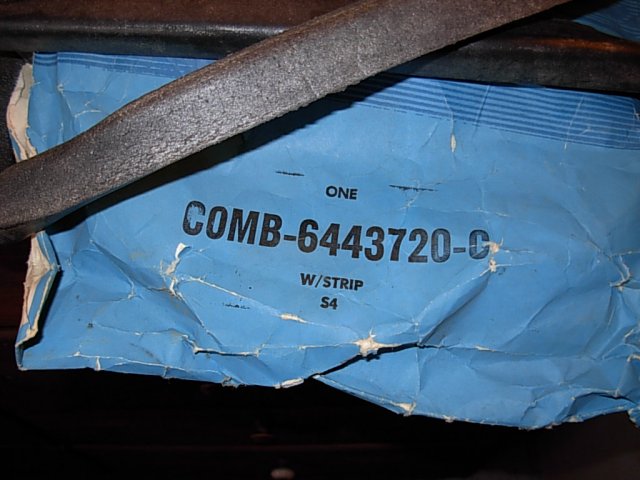 ONE
COMB-6443720-C
W/STRIP
S4